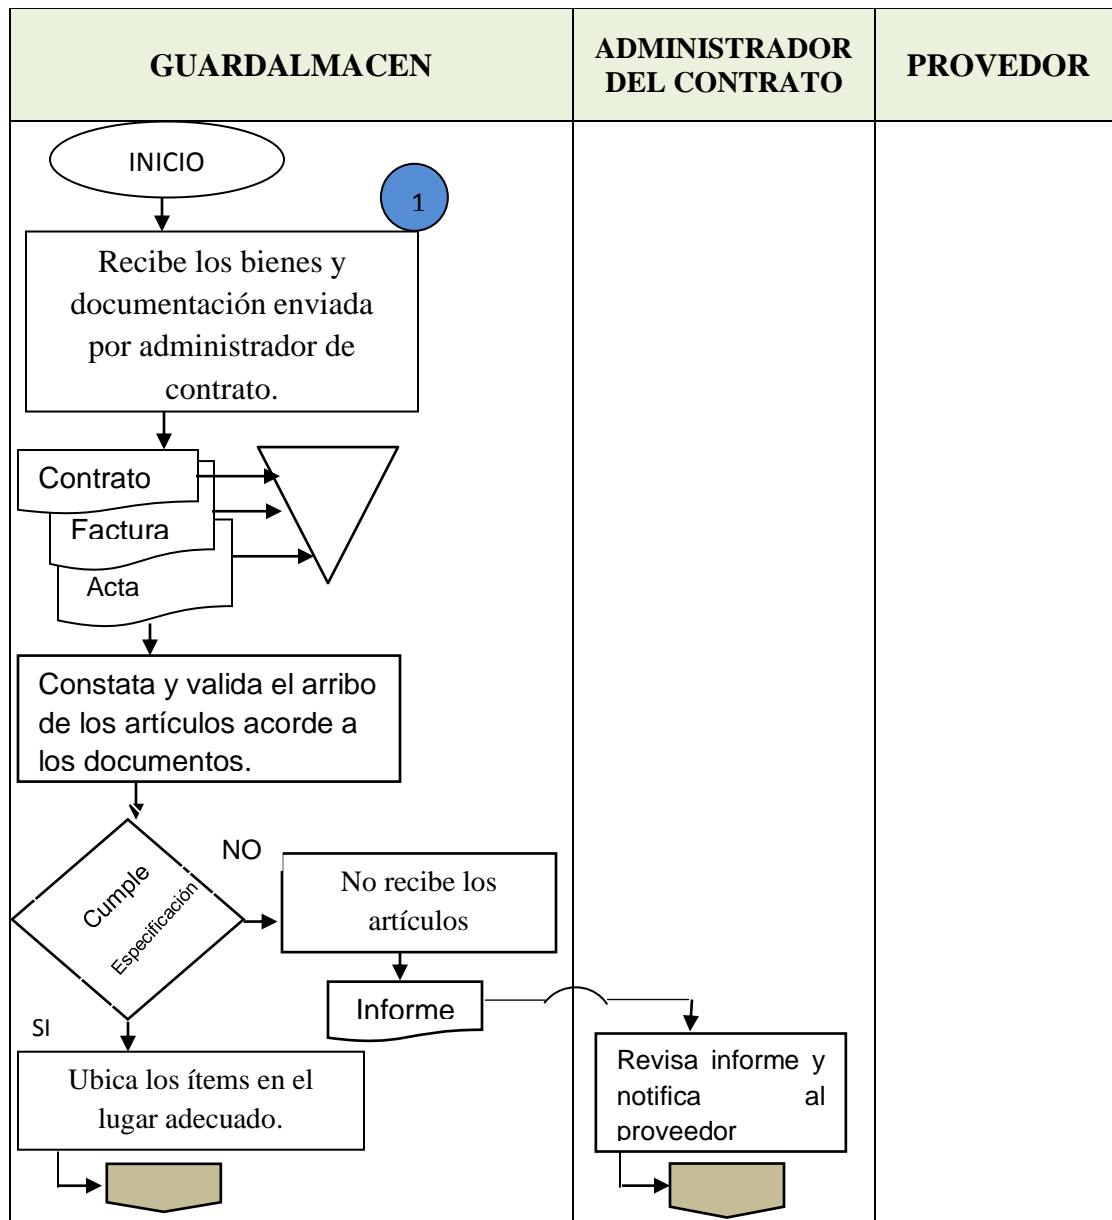 GUARDALMACEN
ADMINISTRADOR
DEL CONTRATO
PROVEDOR
INICIO
1
Recibe los bienes y
documentación enviada
por administrador de
contrato.
Contrato
Factura
Acta
Constata y valida el arribo
de los artículos acorde a
los documentos.
Cumple
Especificación
NO
No recibe los
artículos
Informe
SI
Ubica los ítems en el
lugar adecuado.
Revisa informe y
notifica al
proveedor